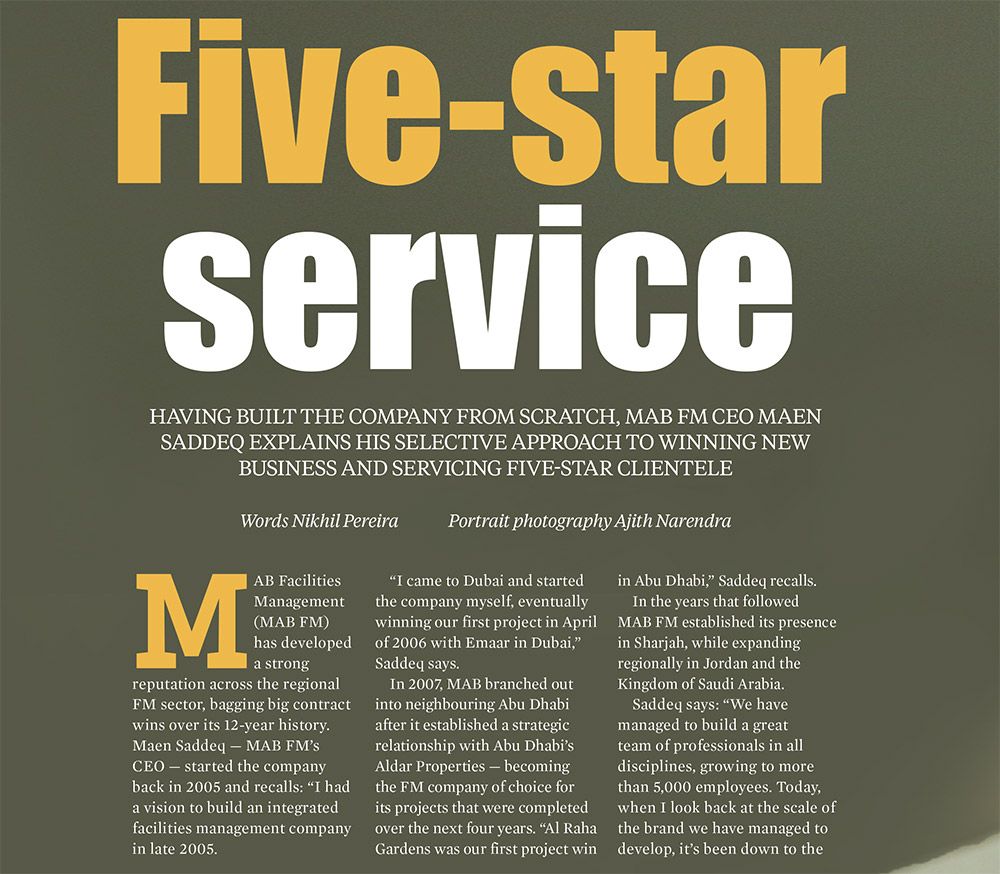 Five-star
service
HAVING BUILT THE COMPANY FROM SCRATCH, MAB FM CEO MAEN
SADDEQ EXPLAINS HIS SELECTIVE APPROACH TO WINNING NEW
BUSINESS AND SERVICING FIVE-STAR CLIENTELE
Words Nikhil Pereira Portrait photography Ajith Narendra
MAB Facilities
Management
(MAB FM)
has developed
a strong
reputation across the regional
FM sector, bagging big contract
wins over its 12-year history.
Maen Saddeq — MAB FM’s
CEO — started the company
back in 2005 and recalls: “I had
a vision to build an integrated
facilities management company
in late 2005.
“I came to Dubai and started
the company myself, eventually
winning our first project in April
of 2006 with Emaar in Dubai,”
Saddeq says.
In 2007, MAB branched out
into neighbouring Abu Dhabi
after it established a strategic
relationship with Abu Dhabi’s
Aldar Properties — becoming
the FM company of choice for
its projects that were completed
over the next four years. “Al Raha
Gardens was our first project win
in Abu Dhabi,” Saddeq recalls.
In the years that followed
MAB FM established its presence
in Sharjah, while expanding
regionally in Jordan and the
Kingdom of Saudi Arabia.
Saddeq says: “We have
managed to build a great
team of professionals in all
disciplines, growing to more
than 5,000 employees. Today,
when I look back at the scale of
the brand we have managed to
develop, it’s been down to the